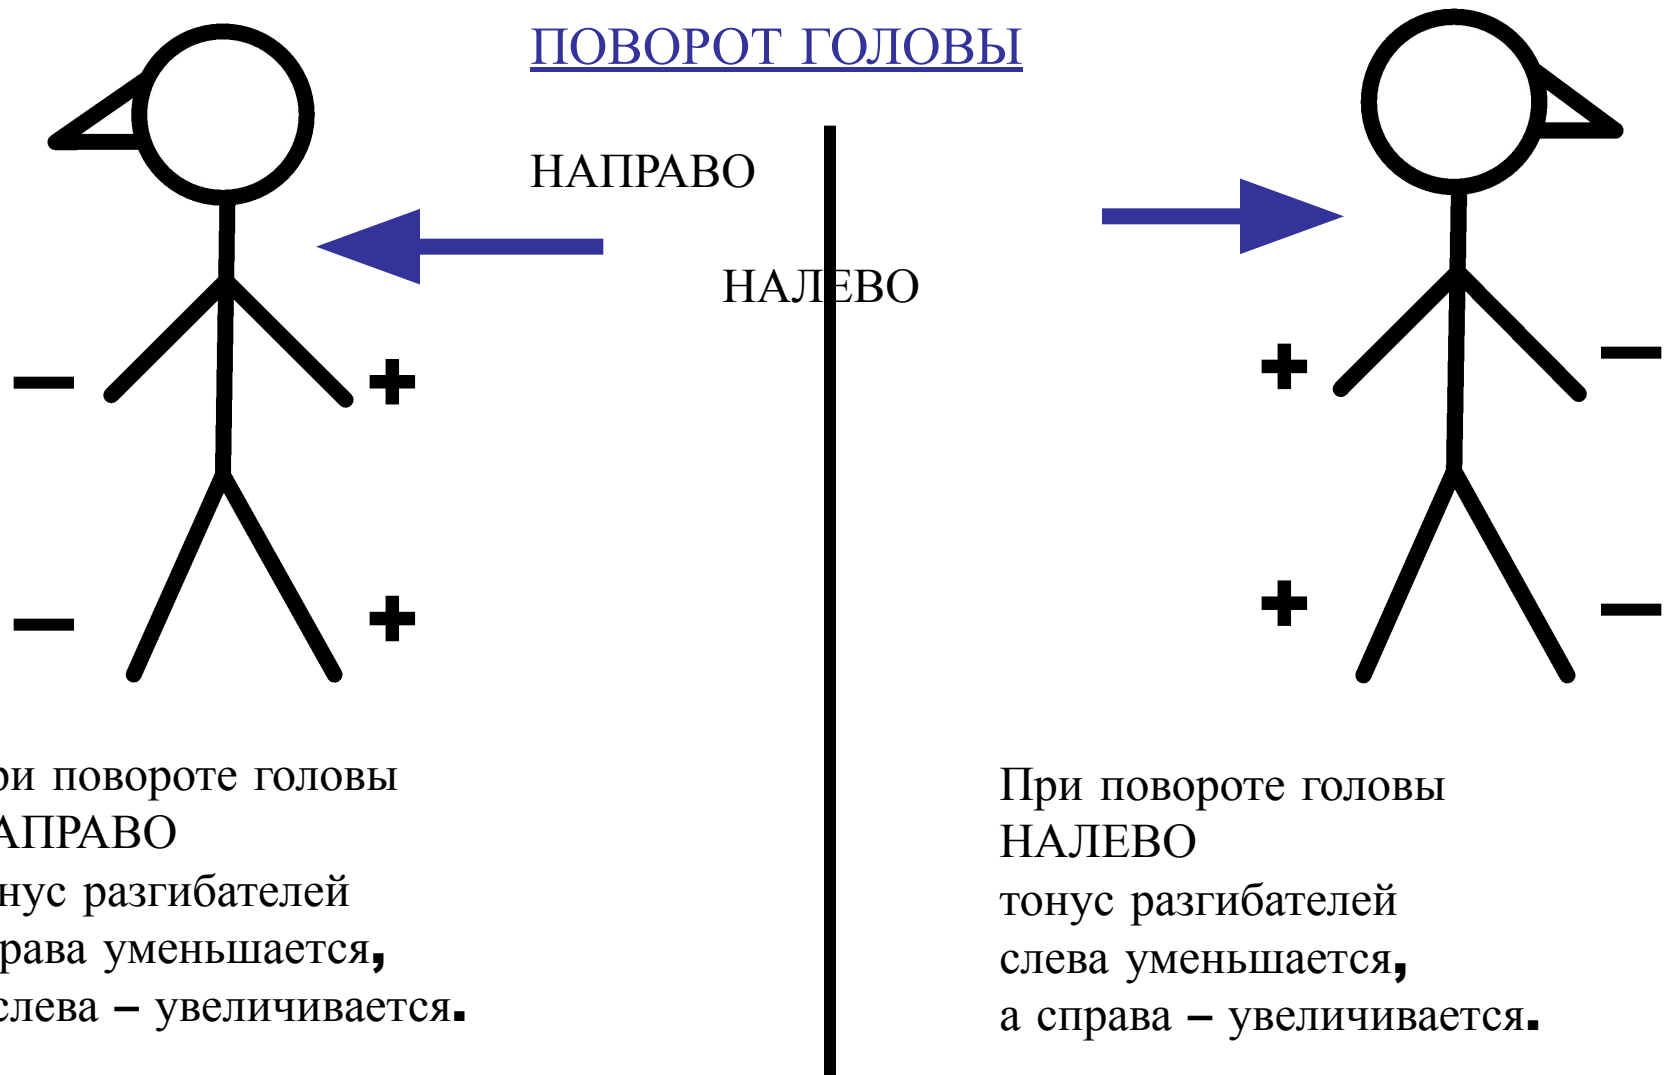 ПОВОРОТ ГОЛОВЫ
НАПРАВО
НАЛЕВО
– +
– +
+ –
+ –
ри повороте головы
АПРАВО
нус разгибателей
рава уменьшается,
слева – увеличивается.
При повороте головы
НАЛЕВО
тонус разгибателей
слева уменьшается,
а справа – увеличивается.